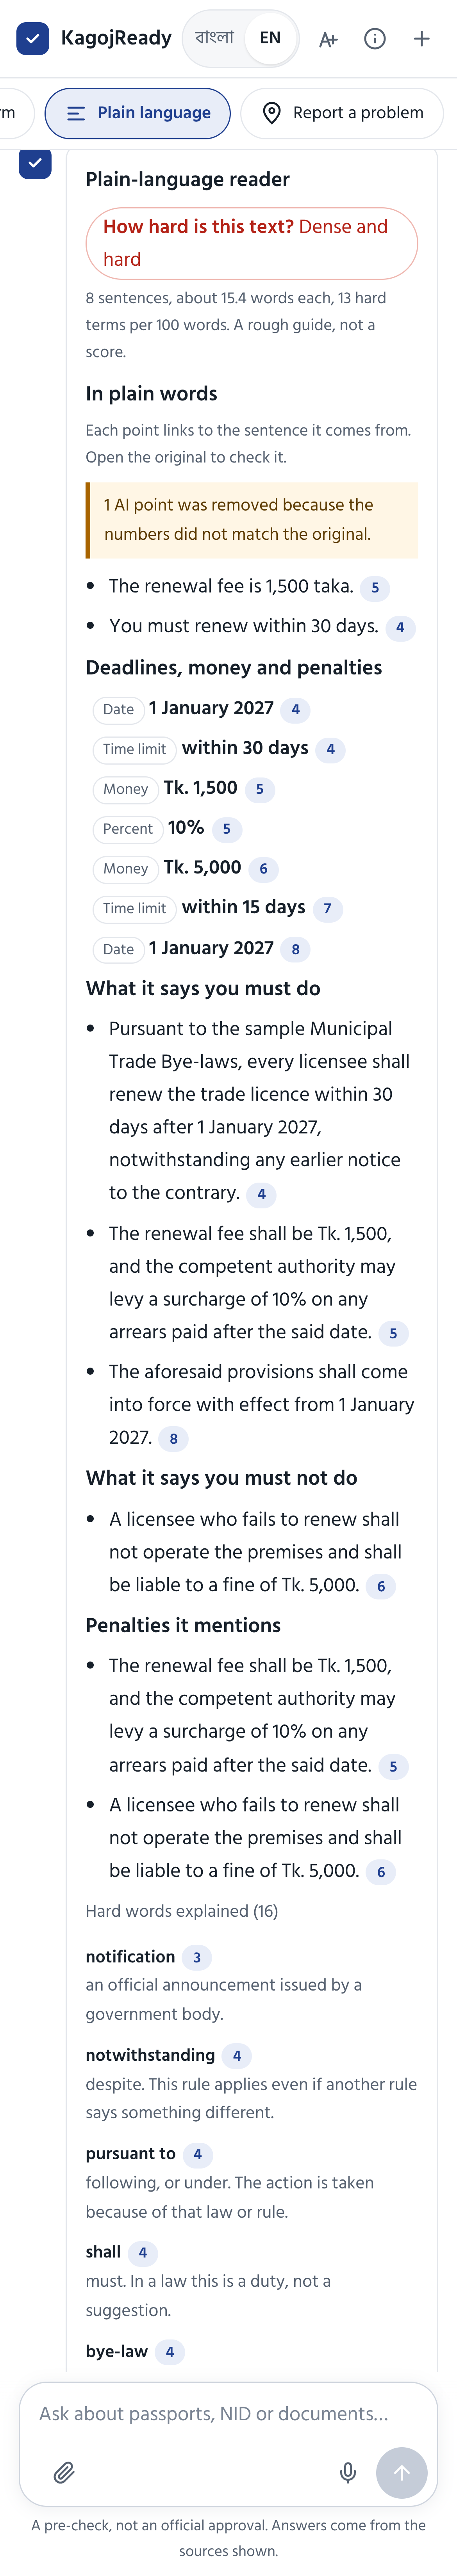 KagojReady
বাংলা
EN
A+
rm
Plain language
Report a problem
Plain-language reader
How hard is this text? Dense and
hard
8 sentences, about 15.4 words each, 13 hard
terms per 100 words. A rough guide, not a
score.
In plain words
Each point links to the sentence it comes from.
Open the original to check it.
1 AI point was removed because the
numbers did not match the original.
The renewal fee is 1,500 taka. 5
You must renew within 30 days. 4
Deadlines, money and penalties
Date 1 January 2027 4
Time limit within 30 days 4
Money Tk. 1,500 5
Percent 10% 5
Money Tk. 5,000 6
Time limit within 15 days 7
Date 1 January 2027 8
What it says you must do
Pursuant to the sample Municipal
Trade Bye-laws, every licensee shall
renew the trade licence within 30
days after 1 January 2027,
notwithstanding any earlier notice
to the contrary. 4
The renewal fee shall be Tk. 1,500,
and the competent authority may
levy a surcharge of 10% on any
arrears paid after the said date. 5
The aforesaid provisions shall come
into force with effect from 1 January
2027. 8
What it says you must not do
A licensee who fails to renew shall
not operate the premises and shall
be liable to a fine of Tk. 5,000. 6
Penalties it mentions
The renewal fee shall be Tk. 1,500,
and the competent authority may
levy a surcharge of 10% on any
arrears paid after the said date. 5
A licensee who fails to renew shall
not operate the premises and shall
be liable to a fine of Tk. 5,000. 6
Hard words explained (16)
notification 3
an official announcement issued by a
government body.
notwithstanding 4
despite. This rule applies even if another rule
says something different.
pursuant to 4
following, or under. The action is taken
because of that law or rule.
shall 4
must. In a law this is a duty, not a
suggestion.
bye-law 4
Ask about passports, NID or documents...
A pre-check, not an official approval. Answers come from the
sources shown.